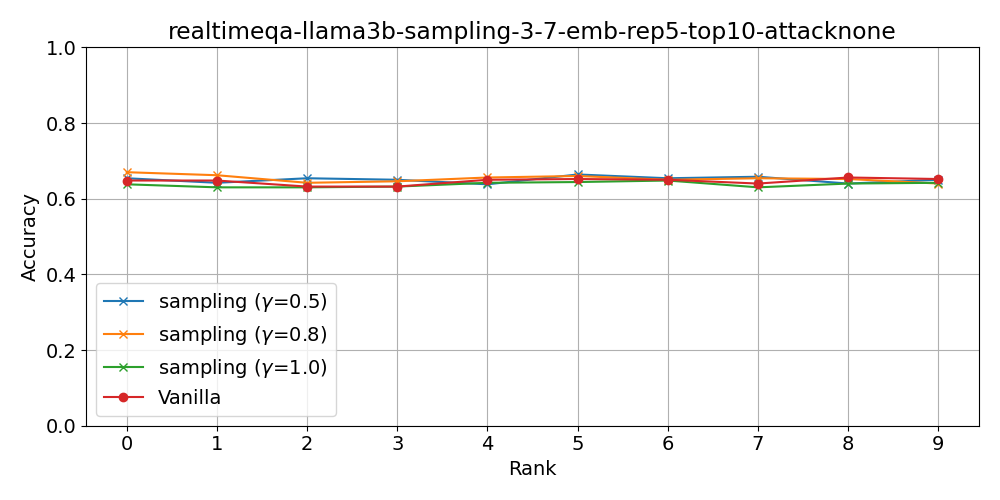 realtimeqa-llama3b-sampling-3-7-emb-rep5-top10-attacknone
Accuracy
1.0
0.8
0.6
0.4
0.2
0.0
sampling (γ=0.5)
sampling (γ=0.8)
sampling (γ=1.0)
Vanilla
0 1 2 3 4 5 6 7 8 9
Rank